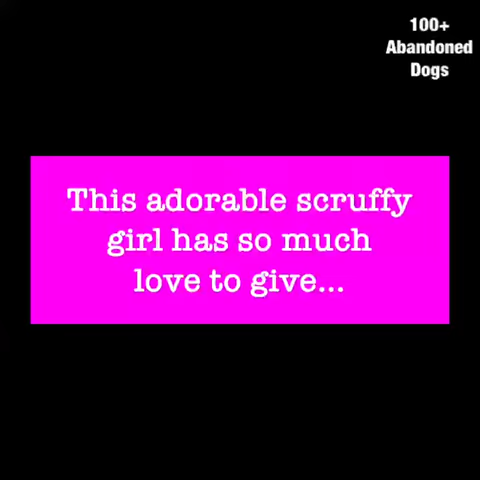 100+
Abandoned
Dogs
This adorable scruffy
girl has so much
love to give...